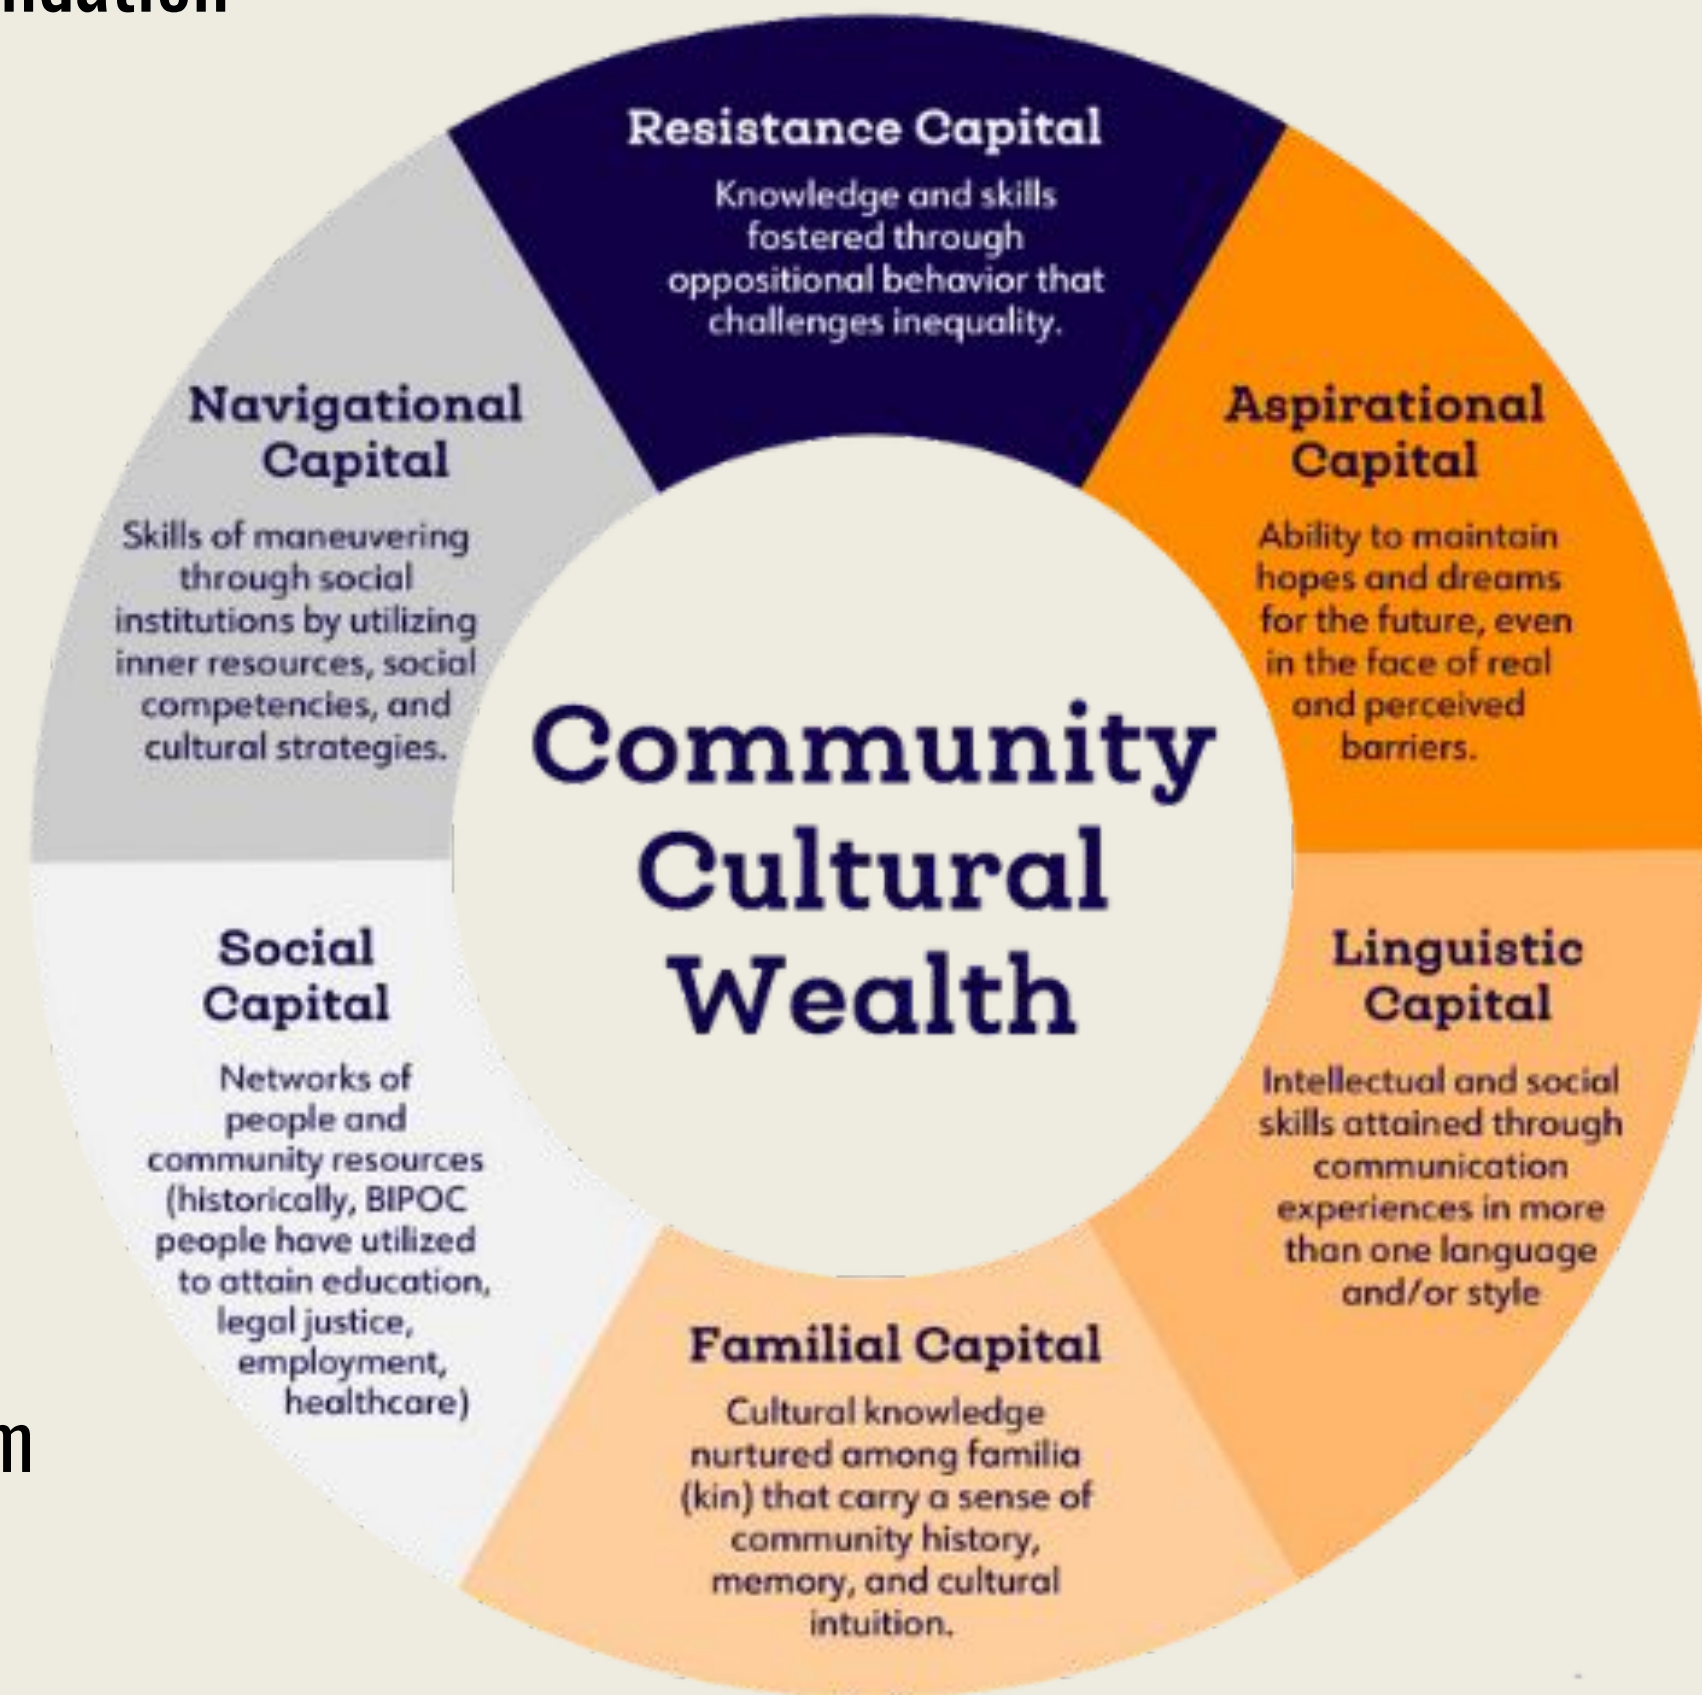 Resistance Capital
Knowledge and skills
fostered through
oppositional behavior that
challenges inequality.
Aspirational
Capital
Ability to maintain
hopes and dreams
for the future, even
in the face of real
and perceived
barriers.
Linguistic
Capital
Intellectual and social
skills attained through
communication
experiences in more
than one language
and/or style
Familial Capital
Cultural knowledge
nurtured among familia
(kin) that carry a sense of
community history,
memory, and cultural
intuition.
Social
Capital
Networks of
people and
community resources
(historically, BIPOC
people have utilized
to attain education,
legal justice,
employment,
healthcare)
Navigational
Capital
Skills of maneuvering
through social
institutions by utilizing
inner resources, social
competencies, and
cultural strategies.
Community
Cultural
Wealth